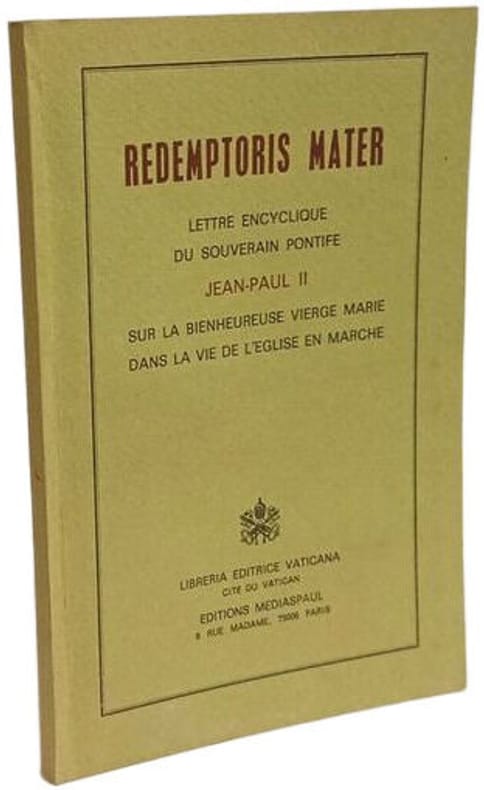 REDEMPTORIS MATER
LETTRE ENCYCLIQUE
DU SOUVERAIN PONTIFE
JEAN-PAUL II
SUR LA BIENHEUREUSE VIERGE MARIE
DANS LA VIE DE L'EGLISE EN MARCHE
LIBRERIA EDITRICE VATICANA
CITÉ DU VATICAN
EDITIONS MEDIASPAUL
8 RUE MADAME, 75006 PARIS